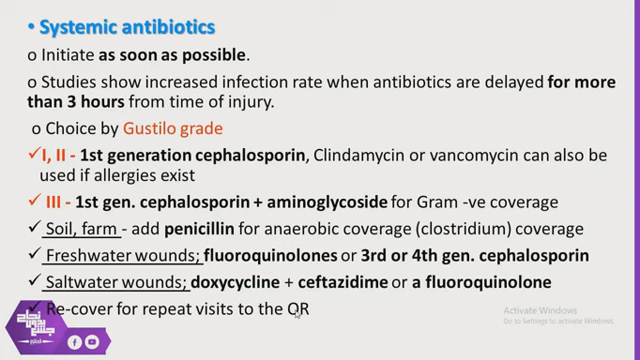 • Systemic antibiotics
o Initiate as soon as possible.
o Studies show increased infection rate when antibiotics are delayed for more
than 3 hours from time of injury.
o Choice by Gustilo grade
✓ I, II - 1st generation cephalosporin, Clindamycin or vancomycin can also be
used if allergies exist
✓ III - 1st gen. cephalosporin + aminoglycoside for Gram -ve coverage
✓ Soil, farm - add penicillin for anaerobic coverage (clostridium) coverage
✓ Freshwater wounds; fluoroquinolones or 3rd or 4th gen. cephalosporin
✓ Saltwater wounds; doxycycline + ceftazidime or a fluoroquinolone
✓ Re-cover for repeat visits to the OR
Activate Windows
Go to Settings to activate Windows.